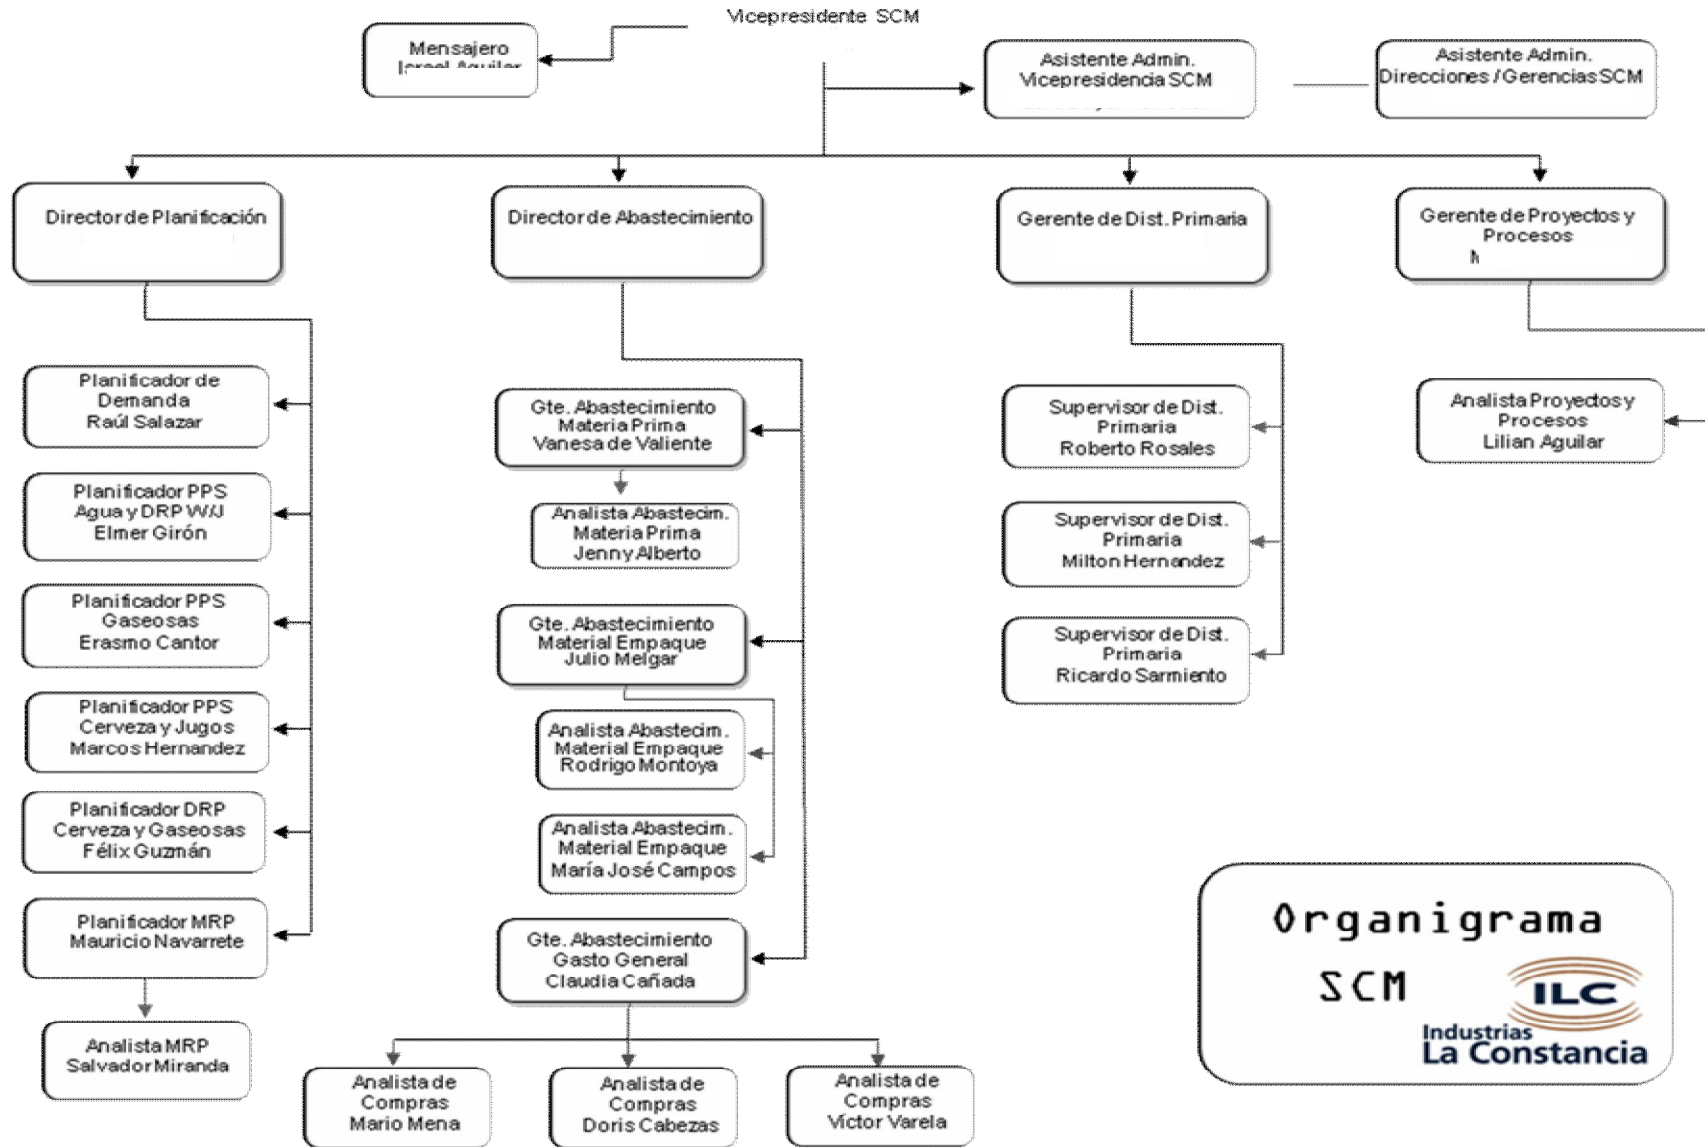 Vicepresidente SCM
Mensajero
Asistente Admin.
Vicepresidencia SCM
Asistente Admin.
Direcciones / Gerencias SCM
Director de Planificación
Director de Abastecimiento
Gerente de Dist. Primaria
Gerente de Proyectos y
Procesos
Planificador de
Demanda
Raúl Salazar
Planificador PPS
Agua y DRP W/J
Elmer Girón
Planificador PPS
Gaseosas
Erasmo Cantor
Planificador PPS
Cerveza y Jugos
Marcos Hernandez
Planificador DRP
Cerveza y Gaseosas
Félix Guzmán
Planificador MRP
Mauricio Navarrete
Analista MRP
Salvador Miranda
Gte. Abastecimiento
Materia Prima
Vanesa de Valiente
Analista Abastecim.
Materia Prima
Jenny Alberto
Gte. Abastecimiento
Material Empaque
Julio Melgar
Analista Abastecim.
Material Empaque
Rodrigo Montoya
Analista Abastecim.
Material Empaque
María José Campos
Gte. Abastecimiento
Gasto General
Claudia Cañada
Analista de
Compras
Mario Mena
Analista de
Compras
Doris Cabezas
Analista de
Compras
Víctor Varela
Supervisor de Dist.
Primaria
Roberto Rosales
Supervisor de Dist.
Primaria
Milton Hernandez
Supervisor de Dist.
Primaria
Ricardo Sarmiento
Analista Proyectos y
Procesos
Lilian Aguilar
Organigrama
SCM
ILC
Industrias
La Constancia